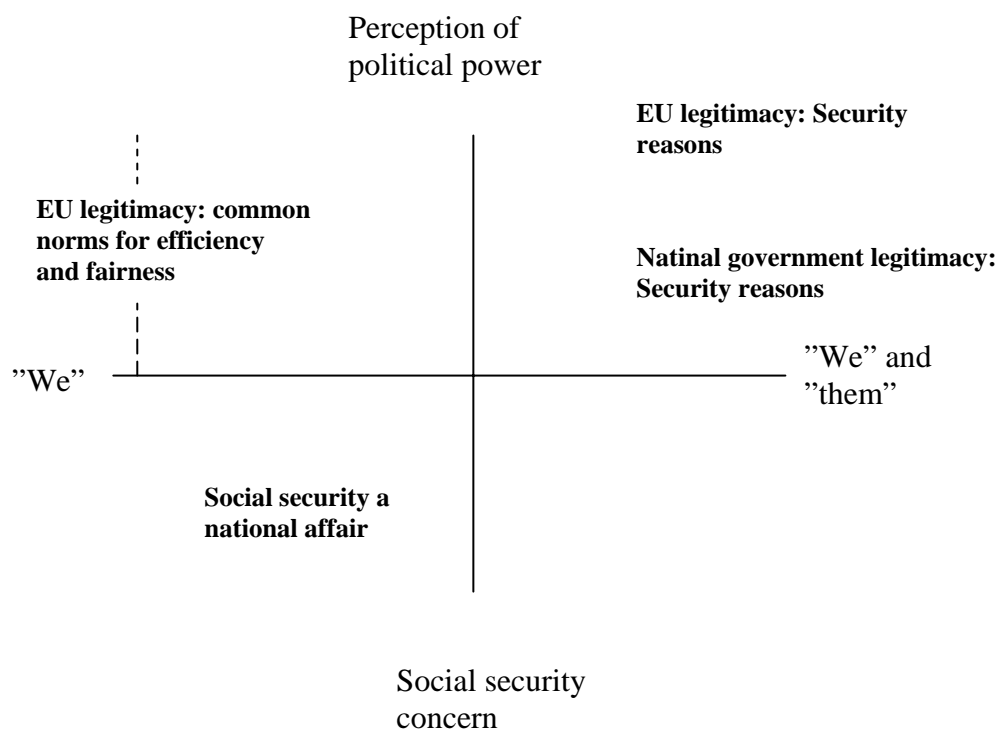 Perception of
political power
EU legitimacy: Security
reasons
EU legitimacy: common
norms for efficiency
and fairness
Natinal government legitimacy:
Security reasons
”We”
”We” and
”them”
Social security a
national affair
Social security
concern